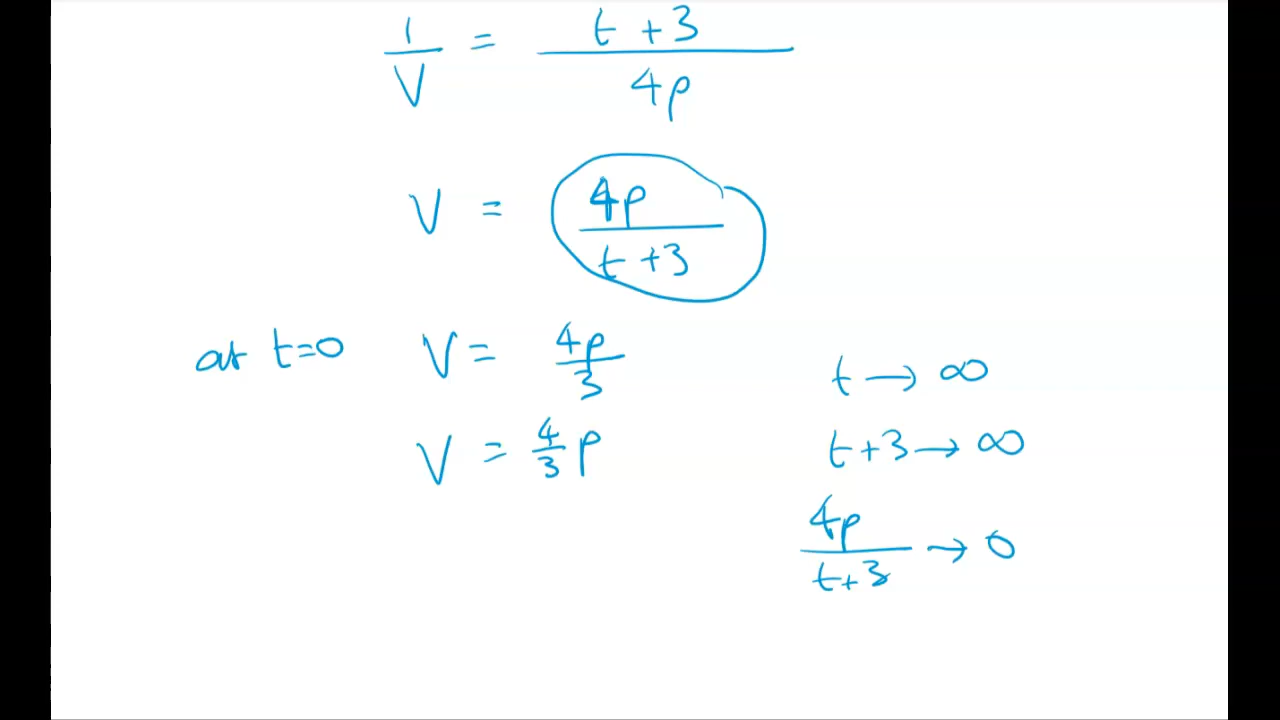 1/V = (t + 3)/(4p)
V = (4p)/(t + 3)
at t=0 V = 4p/3
V = 4/3 p
t → ∞
t+3 → ∞
4p/(t+3) → 0